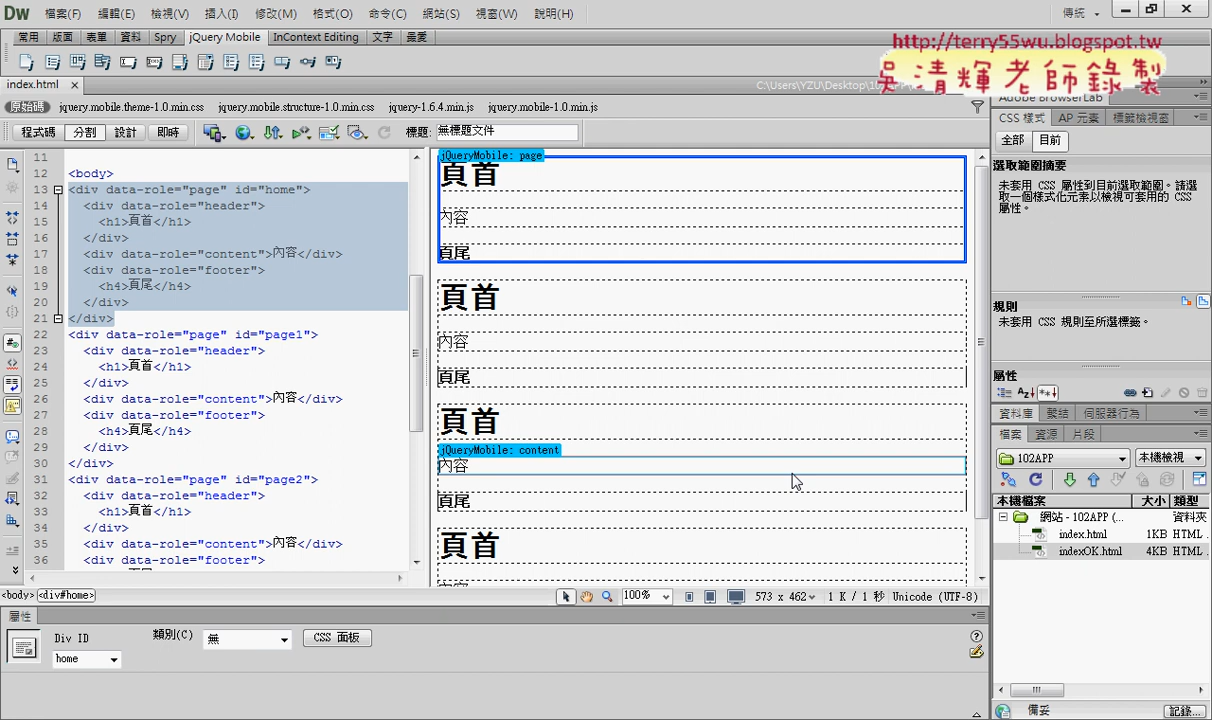 Dw 檔案(F) 編輯(E) 檢視(V) 插入(I) 修改(M) 格式(O) 命令(C) 網站(S) 視窗(W) 說明(H) 傳統
常用 版面 表單 資料 Spry jQuery Mobile InContext Editing 文字 最愛
http://terry55wu.blogspot.tw
吳清輝老師錄製
index.html
C:\Users\YZU\Desktop\10
原始碼 jquery.mobile.theme-1.0.min.css jquery.mobile.structure-1.0.min.css jquery-1.6.4.min.js jquery.mobile-1.0.min.js
程式碼 分割 設計 即時 標題: 無標題文件
11
12 <body>
13 <div data-role="page" id="home">
14 <div data-role="header">
15 <h1>頁首</h1>
16 </div>
17 <div data-role="content">內容</div>
18 <div data-role="footer">
19 <h4>頁尾</h4>
20 </div>
21 </div>
22 <div data-role="page" id="page1">
23 <div data-role="header">
24 <h1>頁首</h1>
25 </div>
26 <div data-role="content">內容</div>
27 <div data-role="footer">
28 <h4>頁尾</h4>
29 </div>
30 </div>
31 <div data-role="page" id="page2">
32 <div data-role="header">
33 <h1>頁首</h1>
34 </div>
35 <div data-role="content">內容</div>
36 <div data-role="footer">
jQueryMobile: page
頁首
內容
頁尾
頁首
內容
頁尾
頁首
jQueryMobile: content
內容
頁尾
頁首
Adobe BrowserLab
CSS 樣式 AP 元素 標籤檢視窗
全部 目前
選取範圍摘要
未套用 CSS 屬性到目前選取範圍。請選
取一個樣式化元素以檢視可套用的 CSS
屬性。
規則
未套用 CSS 規則至所選標籤。
屬性
資料庫 繫結 伺服器行為
檔案 資源 片段
102APP 本機檢視
本機檔案 大小 類型
網站 - 102APP (... 資料夾
index.html 1KB HTML
indexOK.html 4KB HTML
備妥 記錄...
<body> <div#home> 100% 573 x 462 1 K / 1 秒 Unicode (UTF-8)
屬性
Div ID 類別(C) 無 CSS 面板
home